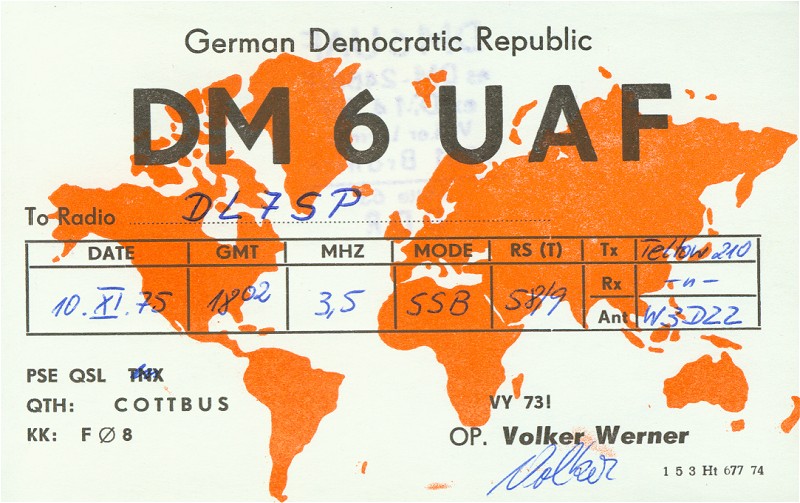 German Democratic Republic
DM 6 UAF
To Radio DL7SP
DATE GMT MHZ MODE RS (T) Tx Teltow 210
10. XI. 75 18 02 3,5 SSB 58/9 Rx -"-
Ant W3DZZ
PSE QSL TNX
QTH: COTTBUS
KK: F Ø 8
VY 73!
OP. Volker Werner
Volker
1 5 3 Ht 677 74